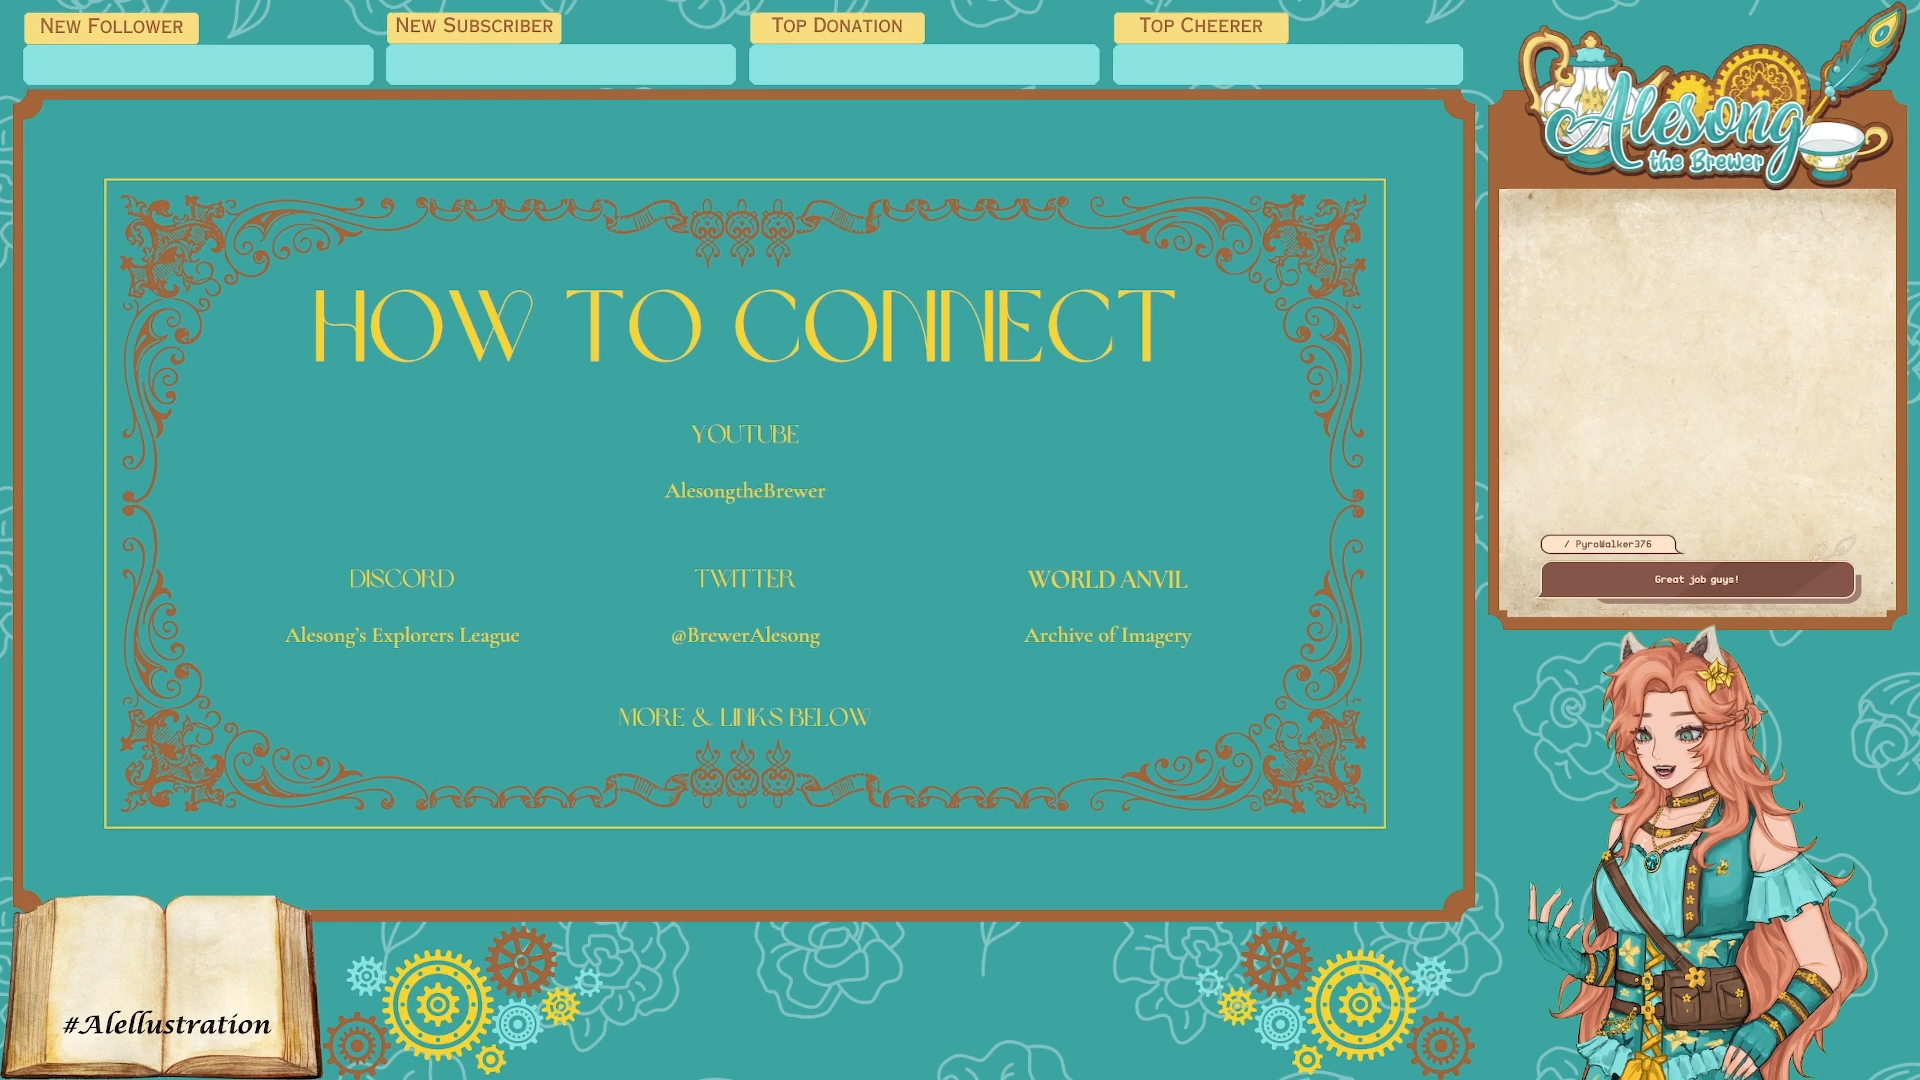 New Follower
New Subscriber
Top Donation
Top Cheerer
Alesong
the Brewer
HOW TO CONNECT
YOUTUBE
AlesongtheBrewer
DISCORD
TWITTER
WORLD ANVIL
Alesong’s Explorers League
@BrewerAlesong
Archive of Imagery
MORE & LINKS BELOW
/ PyroWalker376
Great job guys!
#Alellustration